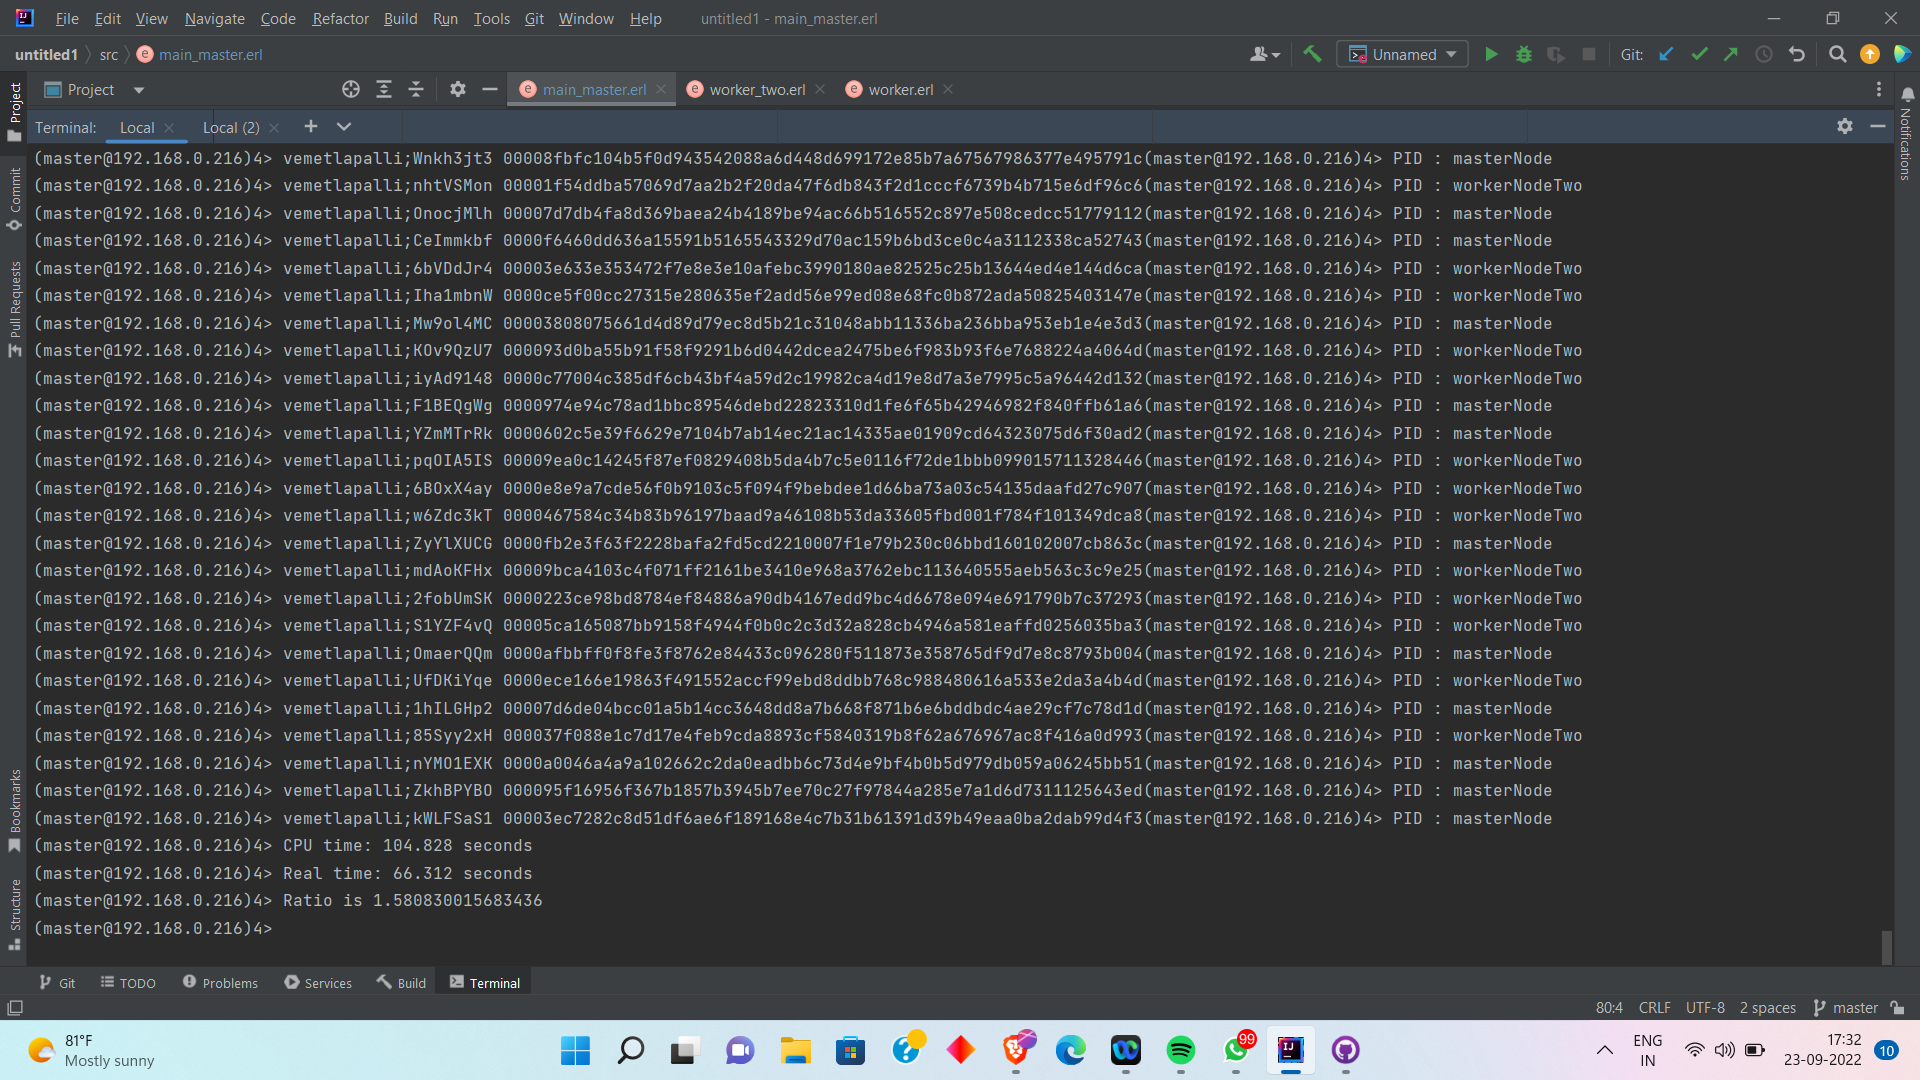 File Edit View Navigate Code Refactor Build Run Tools Git Window Help untitled1 - main_master.erl
untitled1 src main_master.erl Unnamed Git:
Project main_master.erl worker_two.erl worker.erl
Terminal: Local Local (2)
(master@192.168.0.216)4> vemetlapalli;Wnkh3jt3 00008fbfc104b5f0d943542088a6d448d699172e85b7a67567986377e495791c(master@192.168.0.216)4> PID : masterNode
(master@192.168.0.216)4> vemetlapalli;nhtVSMon 00001f54ddba57069d7aa2b2f20da47f6db843f2d1cccf6739b4b715e6df96c6(master@192.168.0.216)4> PID : workerNodeTwo
(master@192.168.0.216)4> vemetlapalli;OnocjMlh 00007d7db4fa8d369baea24b4189be94ac66b516552c897e508cedcc51779112(master@192.168.0.216)4> PID : masterNode
(master@192.168.0.216)4> vemetlapalli;CeImmkbf 0000f6460dd636a15591b5165543329d70ac159b6bd3ce0c4a3112338ca52743(master@192.168.0.216)4> PID : masterNode
(master@192.168.0.216)4> vemetlapalli;6bVDdJr4 00003e633e353472f7e8e3e10afebc3990180ae82525c25b13644ed4e144d6ca(master@192.168.0.216)4> PID : workerNodeTwo
(master@192.168.0.216)4> vemetlapalli;Iha1mbnW 0000ce5f00cc27315e280635ef2add56e99ed08e68fc0b872ada50825403147e(master@192.168.0.216)4> PID : workerNodeTwo
(master@192.168.0.216)4> vemetlapalli;Mw9ol4MC 00003808075661d4d89d79ec8d5b21c31048abb11336ba236bba953eb1e4e3d3(master@192.168.0.216)4> PID : masterNode
(master@192.168.0.216)4> vemetlapalli;KOv9QzU7 000093d0ba55b91f58f9291b6d0442dcea2475be6f983b93f6e7688224a4064d(master@192.168.0.216)4> PID : workerNodeTwo
(master@192.168.0.216)4> vemetlapalli;iyAd9148 0000c77004c385df6cb43bf4a59d2c19982ca4d19e8d7a3e7995c5a96442d132(master@192.168.0.216)4> PID : workerNodeTwo
(master@192.168.0.216)4> vemetlapalli;F1BEQgWg 0000974e94c78ad1bbc89546debd22823310d1fe6f65b42946982f840ffb61a6(master@192.168.0.216)4> PID : masterNode
(master@192.168.0.216)4> vemetlapalli;YZmMTrRk 0000602c5e39f6629e7104b7ab14ec21ac14335ae01909cd64323075d6f30ad2(master@192.168.0.216)4> PID : masterNode
(master@192.168.0.216)4> vemetlapalli;pqOIA5IS 00009ea0c14245f87ef0829408b5da4b7c5e0116f72de1bbb099015711328446(master@192.168.0.216)4> PID : workerNodeTwo
(master@192.168.0.216)4> vemetlapalli;6BOxX4ay 0000e8e9a7cde56f0b9103c5f094f9bebdee1d66ba73a03c54135daafd27c907(master@192.168.0.216)4> PID : workerNodeTwo
(master@192.168.0.216)4> vemetlapalli;w6Zdc3kT 0000467584c34b83b96197baad9a46108b53da33605fbd001f784f101349dca8(master@192.168.0.216)4> PID : workerNodeTwo
(master@192.168.0.216)4> vemetlapalli;ZyYlXUCG 0000fb2e3f63f2228bafa2fd5cd2210007f1e79b230c06bbd160102007cb863c(master@192.168.0.216)4> PID : masterNode
(master@192.168.0.216)4> vemetlapalli;mdAoKFHx 00009bca4103c4f071ff2161be3410e968a3762ebc113640555aeb563c3c9e25(master@192.168.0.216)4> PID : workerNodeTwo
(master@192.168.0.216)4> vemetlapalli;2fobUmSK 0000223ce98bd8784ef84886a90db4167edd9bc4d6678e094e691790b7c37293(master@192.168.0.216)4> PID : workerNodeTwo
(master@192.168.0.216)4> vemetlapalli;S1YZF4vQ 00005ca165087bb9158f4944f0b0c2c3d32a828cb4946a581eaffd0256035ba3(master@192.168.0.216)4> PID : workerNodeTwo
(master@192.168.0.216)4> vemetlapalli;OmaerQQm 0000afbbff0f8fe3f8762e84433c096280f511873e358765df9d7e8c8793b004(master@192.168.0.216)4> PID : masterNode
(master@192.168.0.216)4> vemetlapalli;UfDKiYqe 0000ece166e19863f491552accf99ebd8ddbb768c988480616a533e2da3a4b4d(master@192.168.0.216)4> PID : workerNodeTwo
(master@192.168.0.216)4> vemetlapalli;1hILGHp2 00007d6de04bcc01a5b14cc3648dd8a7b668f871b6e6bddbdc4ae29cf7c78d1d(master@192.168.0.216)4> PID : masterNode
(master@192.168.0.216)4> vemetlapalli;85Syy2xH 000037f088e1c7d17e4feb9cda8893cf5840319b8f62a676967ac8f416a0d993(master@192.168.0.216)4> PID : workerNodeTwo
(master@192.168.0.216)4> vemetlapalli;nYMO1EXK 0000a0046a4a9a102662c2da0eadbb6c73d4e9bf4b0b5d979db059a06245bb51(master@192.168.0.216)4> PID : masterNode
(master@192.168.0.216)4> vemetlapalli;ZkhBPYBO 000095f16956f367b1857b3945b7ee70c27f97844a285e7a1d6d7311125643ed(master@192.168.0.216)4> PID : masterNode
(master@192.168.0.216)4> vemetlapalli;kWLFSaS1 00003ec7282c8d51df6ae6f189168e4c7b31b61391d39b49eaa0ba2dab99d4f3(master@192.168.0.216)4> PID : masterNode
(master@192.168.0.216)4> CPU time: 104.828 seconds
(master@192.168.0.216)4> Real time: 66.312 seconds
(master@192.168.0.216)4> Ratio is 1.580830015683436
(master@192.168.0.216)4>
Project
Commit
Pull Requests
Bookmarks
Structure
Notifications
Git TODO Problems Services Build Terminal
80:4 CRLF UTF-8 2 spaces master
81°F
Mostly sunny
99
ENG
IN
17:32
23-09-2022
10